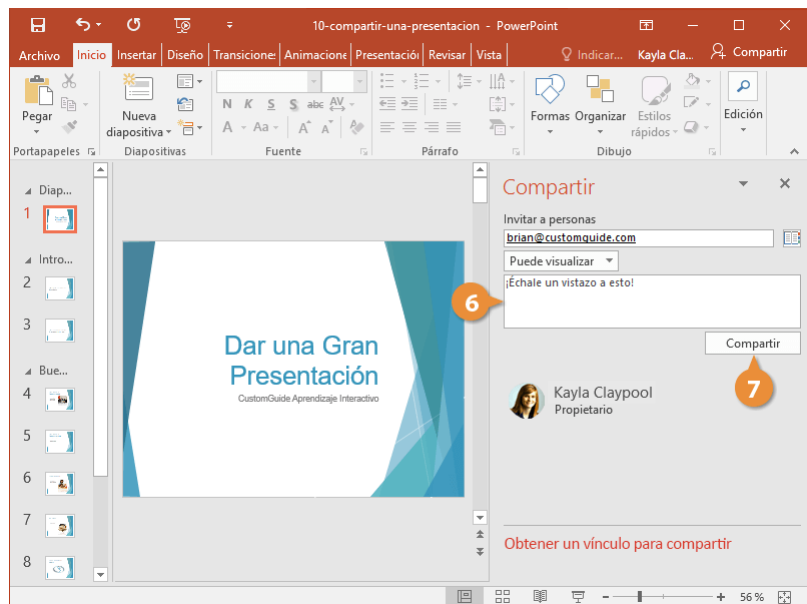 10-compartir-una-presentacion - PowerPoint
Archivo Inicio Insertar Diseño Transicione: Animacione Presentació Revisar Vista Indicar... Kayla Cla... Compartir
Pegar
Nueva
diapositiva
N K S S abc AV
A Aa A A
Formas Organizar Estilos
rápidos
Edición
Portapapeles Diapositivas Fuente Párrafo Dibujo
Diap...
1
Intro...
2
3
Bue...
4
5
6
7
8
Dar una Gran
Presentación
CustomGuide Aprendizaje Interactivo
Compartir
Invitar a personas
brian@customguide.com
Puede visualizar
¡Échale un vistazo a esto!
6
Compartir
7
Kayla Claypool
Propietario
Obtener un vínculo para compartir
56 %